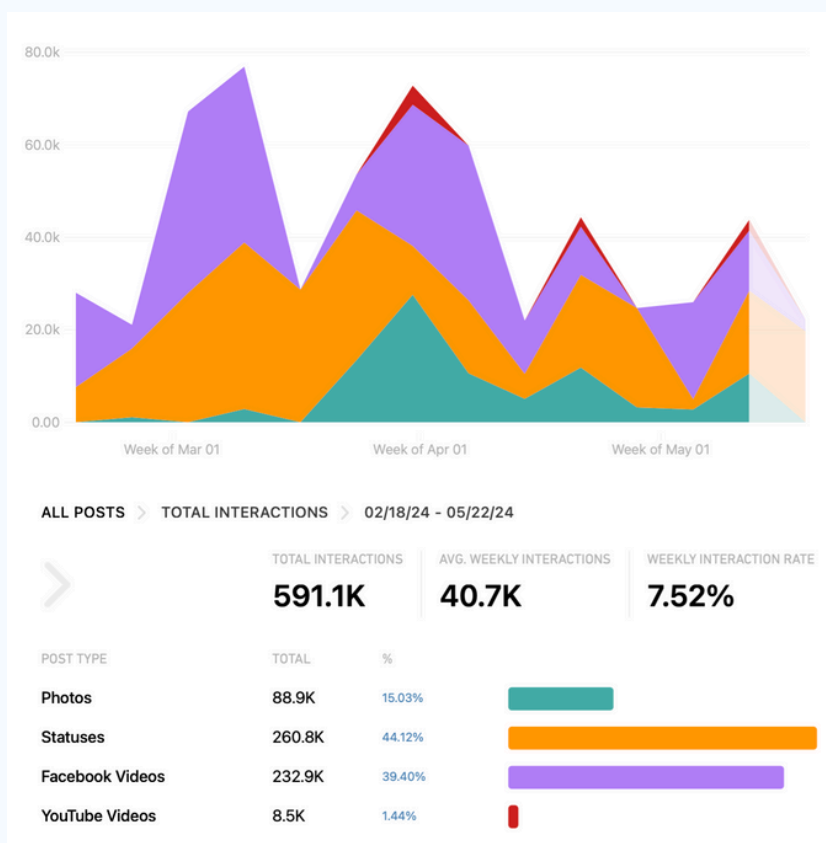 80.0k
60.0k
40.0k
20.0k
0.00
Week of Mar 01 Week of Apr 01 Week of May 01
ALL POSTS TOTAL INTERACTIONS 02/18/24 - 05/22/24
TOTAL INTERACTIONS AVG. WEEKLY INTERACTIONS WEEKLY INTERACTION RATE
591.1K 40.7K 7.52%
POST TYPE TOTAL %
Photos 88.9K 15.03%
Statuses 260.8K 44.12%
Facebook Videos 232.9K 39.40%
YouTube Videos 8.5K 1.44%